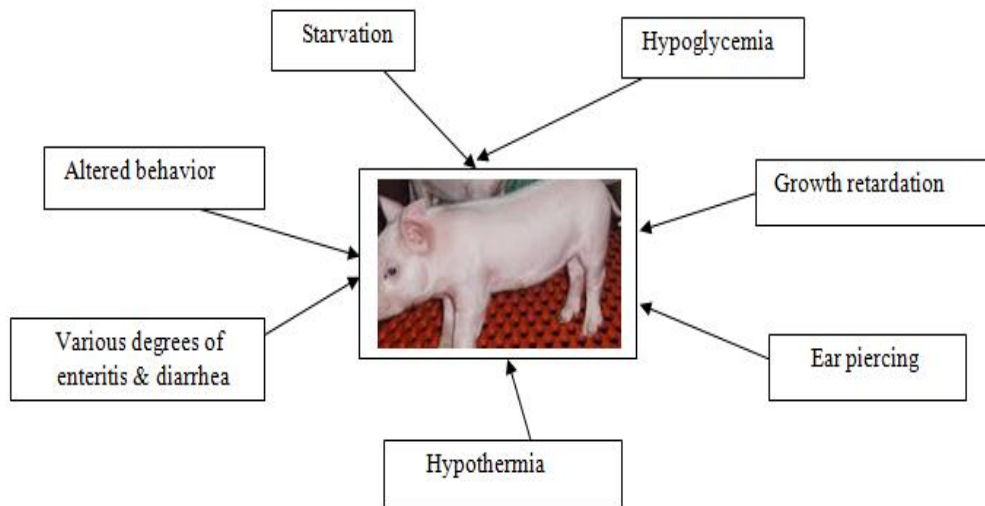 Starvation
Hypoglycemia
Altered behavior
Growth retardation
Various degrees of
enteritis & diarrhea
Ear piercing
Hypothermia